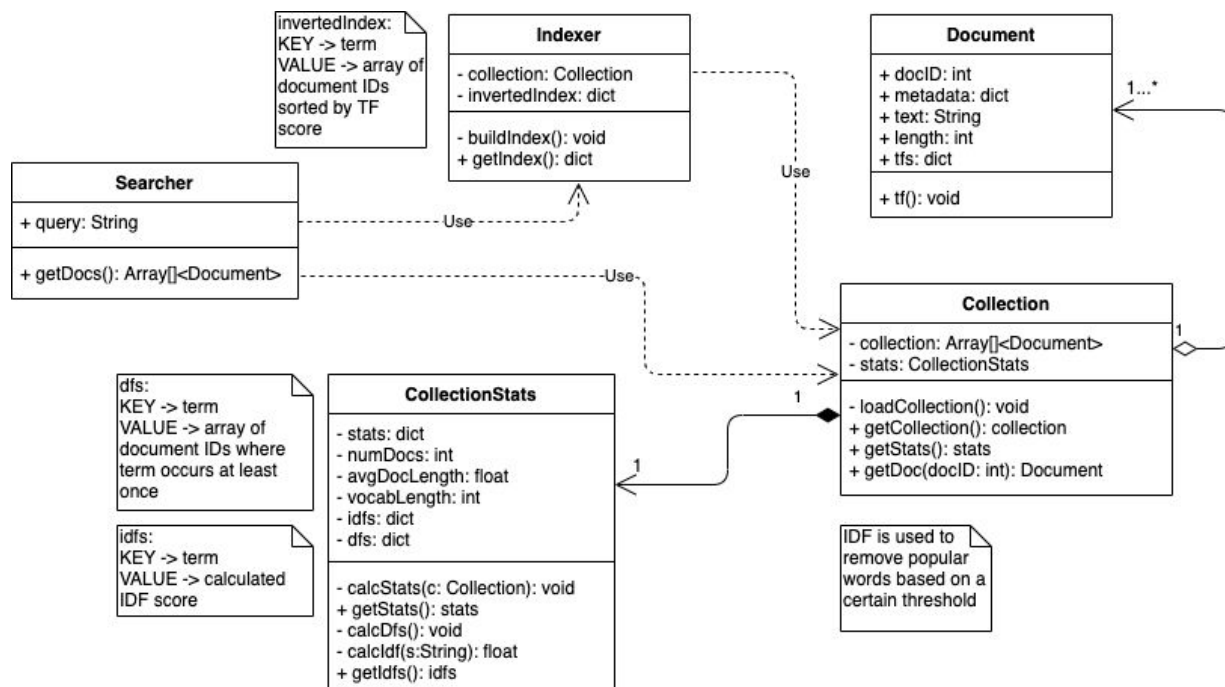 invertedIndex:
KEY -> term
VALUE -> array of
document IDs
sorted by TF
score
Indexer
- collection: Collection
- invertedIndex: dict
- buildIndex(): void
+ getIndex(): dict
Document
+ docID: int
+ metadata: dict
+ text: String
+ length: int
+ tfs: dict
+ tf(): void
1...*
Use
Searcher
+ query: String
+ getDocs(): Array[]<Document>
Use
Use
Collection
- collection: Array[]<Document>
- stats: CollectionStats
- loadCollection(): void
+ getCollection(): collection
+ getStats(): stats
+ getDoc(docID: int): Document
1
1
1
dfs:
KEY -> term
VALUE -> array of
document IDs where
term occurs at least
once
CollectionStats
- stats: dict
- numDocs: int
- avgDocLength: float
- vocabLength: int
- idfs: dict
- dfs: dict
- calcStats(c: Collection): void
+ getStats(): stats
- calcDfs(): void
- calcIdf(s:String): float
+ getIdfs(): idfs
idfs:
KEY -> term
VALUE -> calculated
IDF score
IDF is used to
remove popular
words based on a
certain threshold